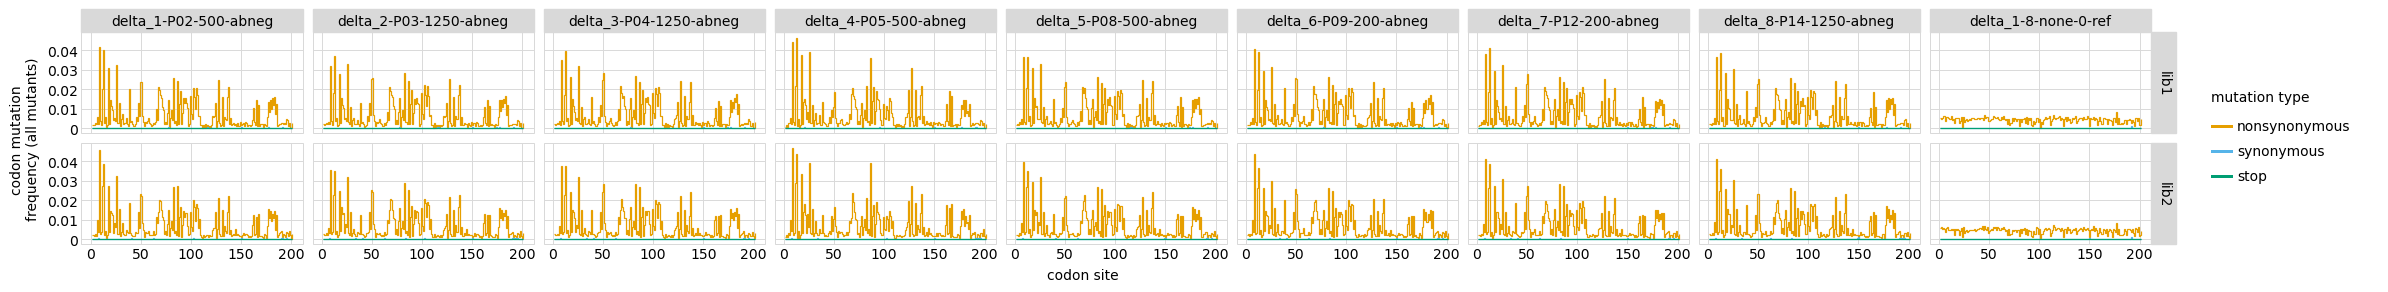 delta_1-P02-500-abneg delta_2-P03-1250-abneg delta_3-P04-1250-abneg delta_4-P05-500-abneg delta_5-P08-500-abneg delta_6-P09-200-abneg delta_7-P12-200-abneg delta_8-P14-1250-abneg delta_1-8-none-0-ref
codon mutation
frequency (all mutants)
0.04
0.03
0.02
0.01
0
lib1
0.04
0.03
0.02
0.01
0
lib2
0 50 100 150 200 0 50 100 150 200 0 50 100 150 200 0 50 100 150 200 0 50 100 150 200 0 50 100 150 200 0 50 100 150 200 0 50 100 150 200 0 50 100 150 200
codon site
mutation type
nonsynonymous
synonymous
stop